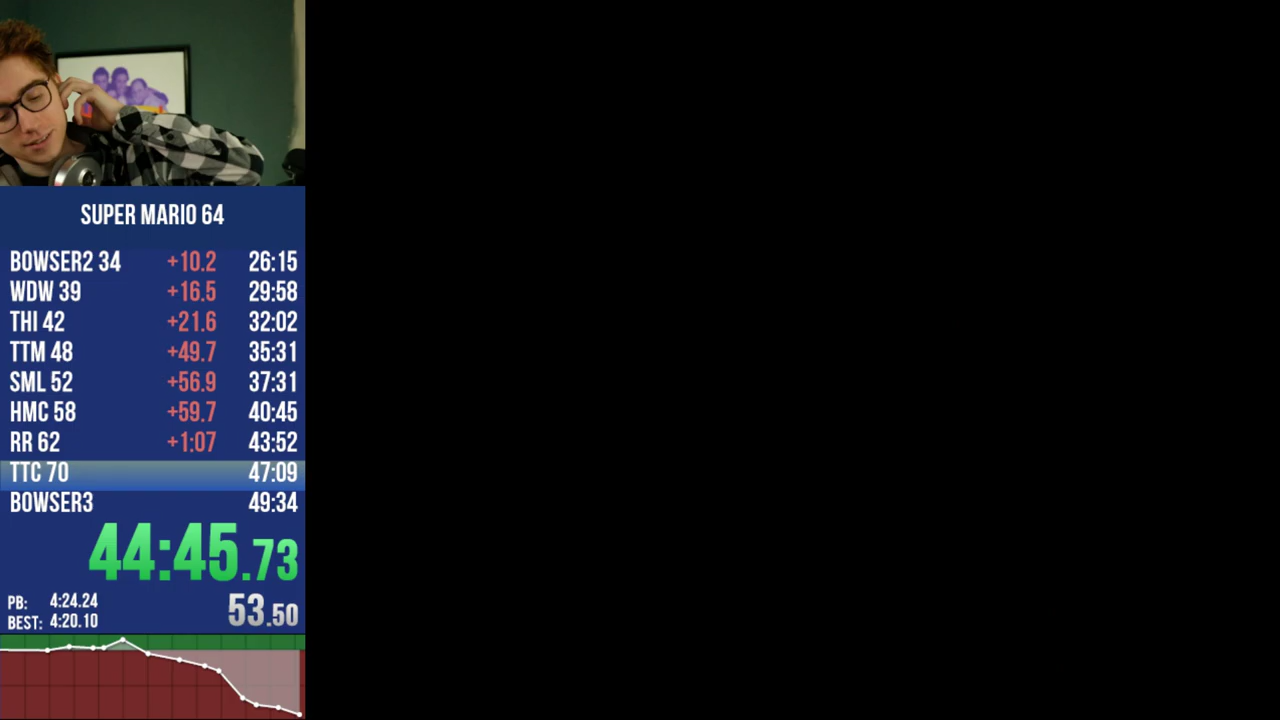 SUPER MARIO 64
BOWSER2 34 +10.2 26:15
WDW 39 +16.5 29:58
THI 42 +21.6 32:02
TTM 48 +49.7 35:31
SML 52 +56.9 37:31
HMC 58 +59.7 40:45
RR 62 +1:07 43:52
TTC 70 47:09
BOWSER3 49:34
44:45.73
PB: 4:24.24
BEST: 4:20.10
53.50